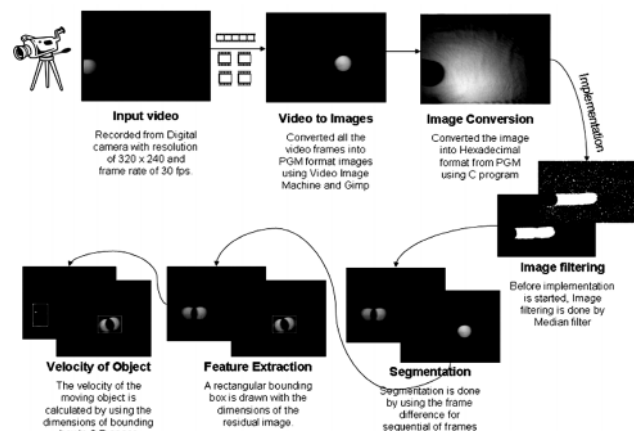 Input video
Recorded from Digital
camera with resolution
of 320 x 240 and
frame rate of 30 fps.
Video to Images
Converted all the
video frames into
PGM format images
using Video Image
Machine and Gimp
Image Conversion
Converted the image
into Hexadecimal
format from PGM
using C program
Implementation
Image filtering
Before implementation
is started, Image
filtering is done by
Median filter
Segmentation
Segmentation is done
by using the frame
difference for
sequential of frames
Feature Extraction
A rectangular bounding
box is drawn with the
dimensions of the
residual image.
Velocity of Object
The velocity of the
moving object is
calculated by using the
dimensions of bounding